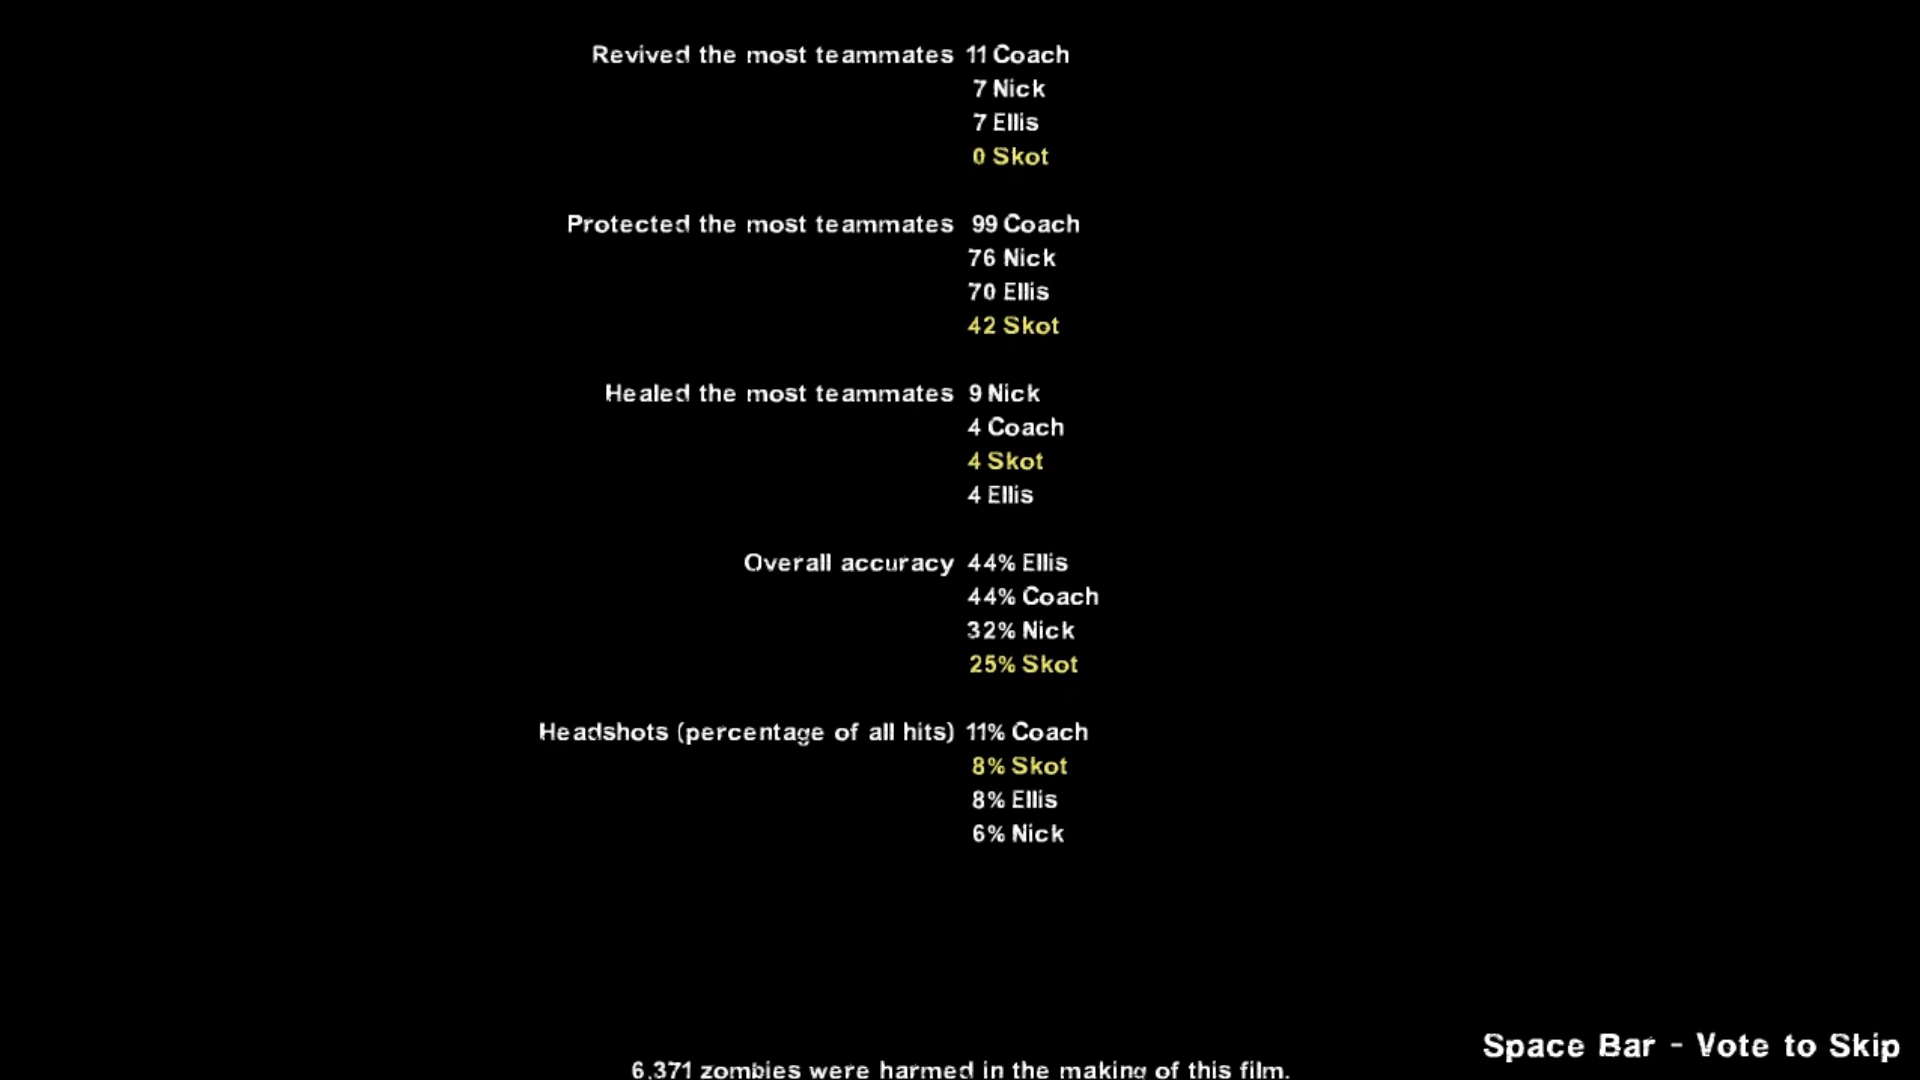 Revived the most teammates 11 Coach
7 Nick
7 Ellis
0 Skot
Protected the most teammates 99 Coach
76 Nick
70 Ellis
42 Skot
Healed the most teammates 9 Nick
4 Coach
4 Skot
4 Ellis
Overall accuracy 44% Ellis
44% Coach
32% Nick
25% Skot
Headshots (percentage of all hits) 11% Coach
8% Skot
8% Ellis
6% Nick
Space Bar - Vote to Skip
6,371 zombies were harmed in the making of this film.